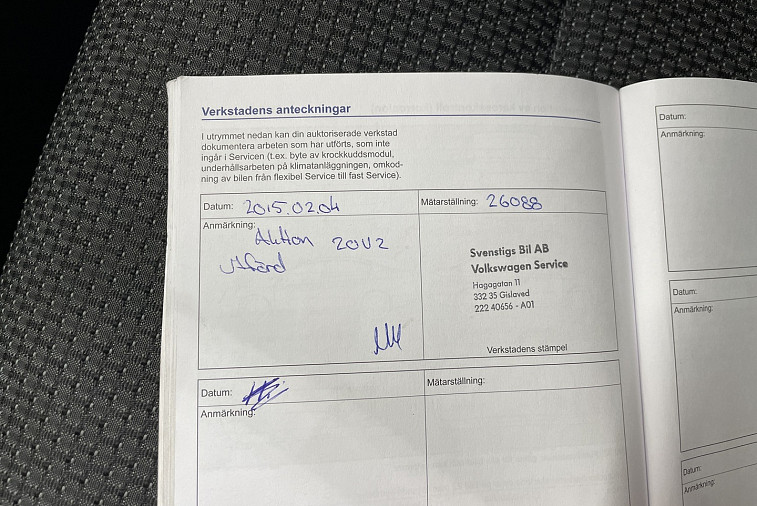 Verkstadens anteckningar
I utrymmet nedan kan din auktoriserade verkstad
dokumentera arbeten som har utförts, som inte
ingår i Servicen (t.ex. byte av krockkuddsmodul,
underhållsarbeten på klimatanläggningen, omkod-
ning av bilen från flexibel Service till fast Service).
Datum: 2015.02.04
Mätarställning: 26088
Anmärkning:
Aktion 20U2
Utförd
Svenstigs Bil AB
Volkswagen Service
Hagagatan 11
332 35 Gislaved
222 40656 - A01
Verkstadens stämpel
Datum:
Mätarställning:
Anmärkning:
Datum:
Anmärkning:
Datum:
Anmärkning:
Datum:
Anmärkning: